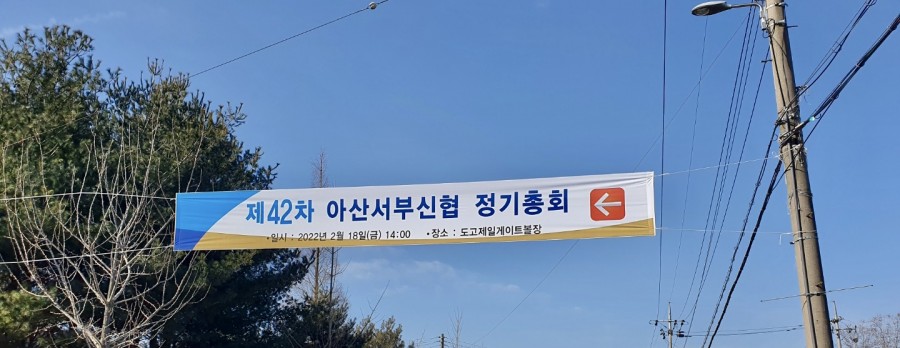 제42차 아산서부신협 정기총회
•일시 : 2022년 2월 18일(금) 14:00 •장소 : 도고제일게이트볼장